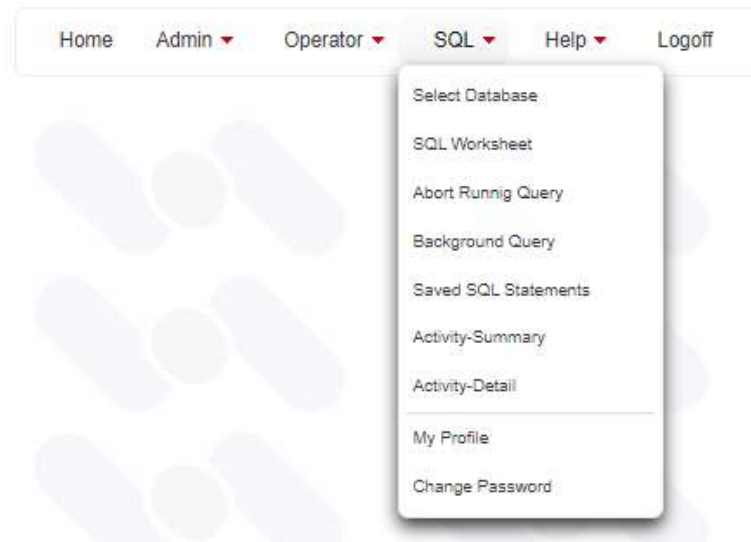 Home Admin Operator SQL Help Logoff
Select Database
SQL Worksheet
Abort Runnig Query
Background Query
Saved SQL Statements
Activity-Summary
Activity-Detail
My Profile
Change Password